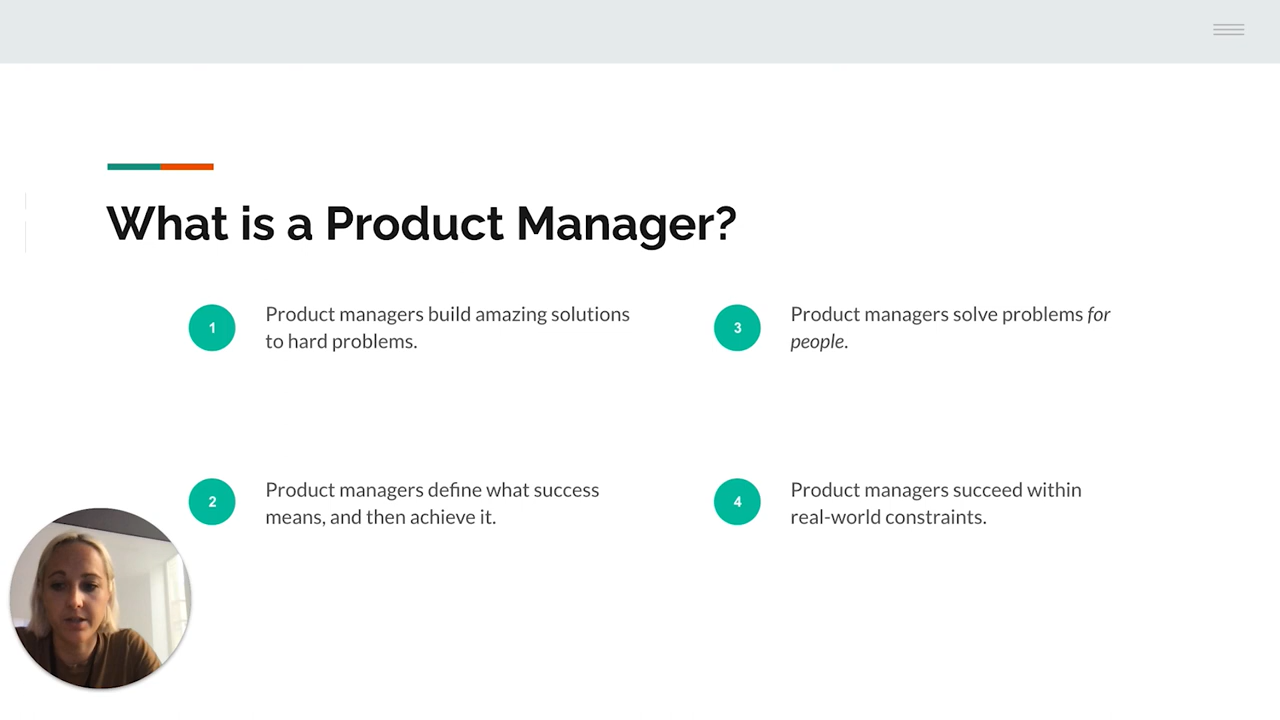 What is a Product Manager?
1
Product managers build amazing solutions
to hard problems.
2
Product managers define what success
means, and then achieve it.
3
Product managers solve problems for
people.
4
Product managers succeed within
real-world constraints.